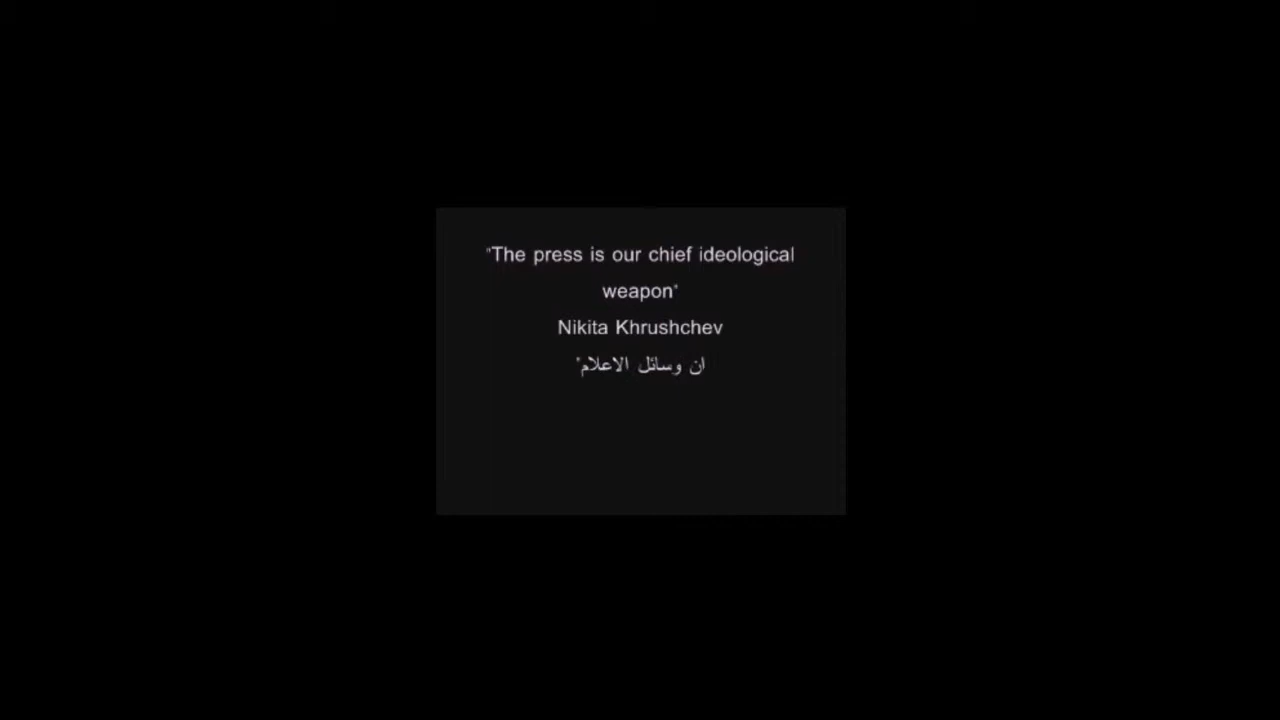 "The press is our chief ideological
weapon"
Nikita Khrushchev
ان وسائل الاعلام"